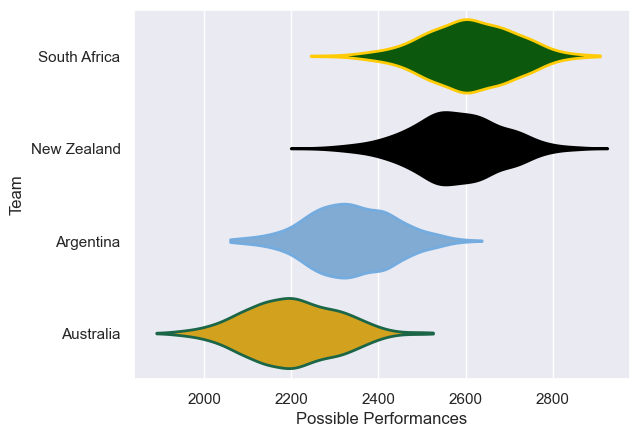 South Africa
New Zealand
Argentina
Australia
Team
2000 2200 2400 2600 2800
Possible Performances